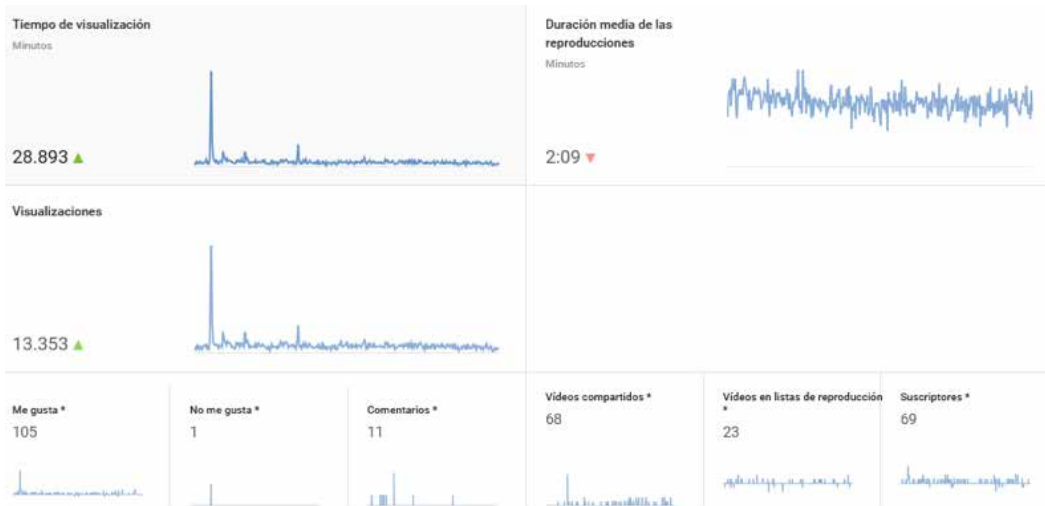 Tiempo de visualización
Minutos
28.893
Duración media de las
reproducciones
Minutos
2:09
Visualizaciones
13.353
Me gusta *
105
No me gusta *
1
Comentarios *
11
Vídeos compartidos *
68
Vídeos en listas de reproducción
*
23
Suscriptores *
69